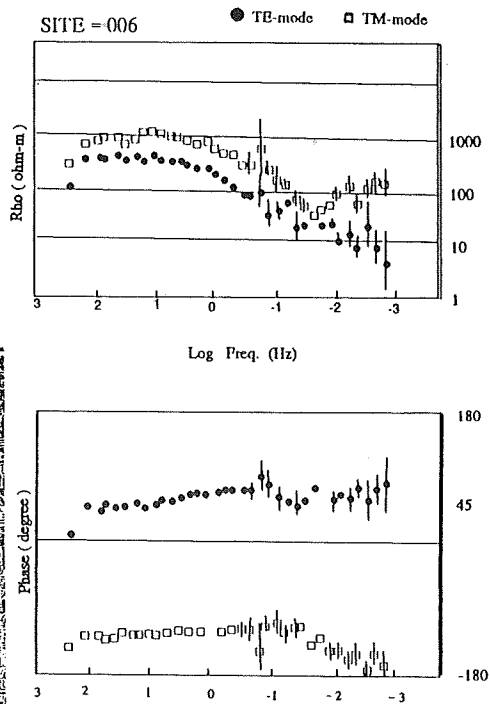 SITE =006 TE-mode TM-mode
Rho ( ohm-m )
1000
100
10
1
3 2 1 0 -1 -2 -3
Log Freq. (Hz)
180
45
Phase ( degree )
-180
3 2 1 0 -1 -2 -3